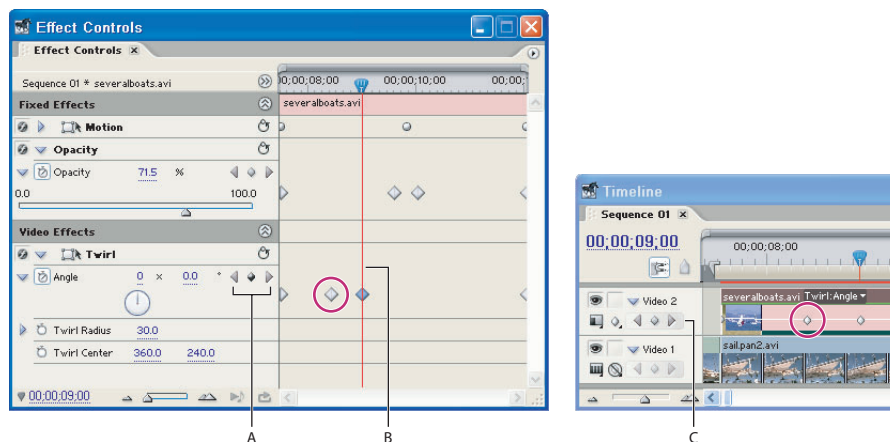 Effect Controls
Effect Controls
Sequence 01 * severalboats.avi
00;00;08;00 00;00;10;00 00;00;
Fixed Effects
severalboats.avi
Motion
Opacity
Opacity 71.5 %
0.0 100.0
Video Effects
Twirl
Angle 0 x 0.0 °
Twirl Radius 30.0
Twirl Center 360.0 240.0
00;00;09;00
A B
Timeline
Sequence 01
00;00;09;00
00;00;08;00
Video 2
severalboats.avi Twirl:Angle
Video 1
sail.pan2.avi
C